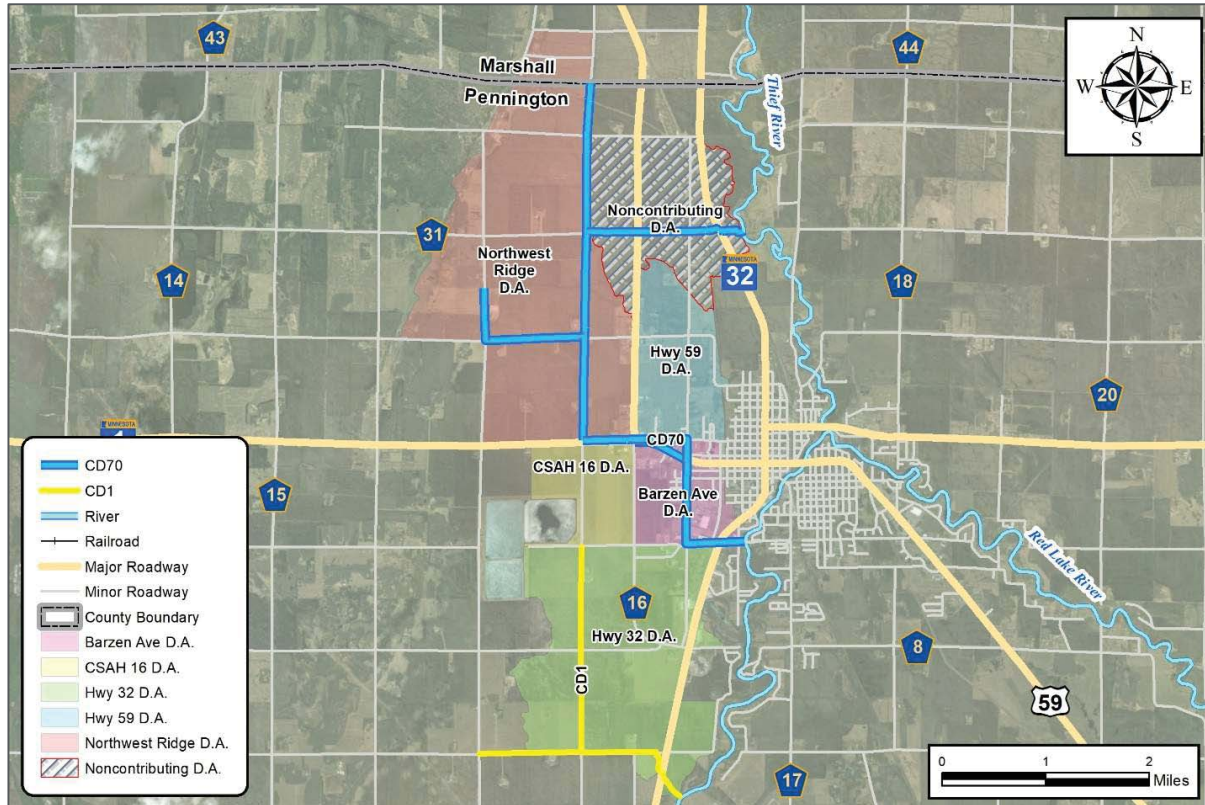 43
44
Marshall
Pennington
Thief River
N
W
E
S
Noncontributing
D.A.
31
Northwest
Ridge
D.A.
MINNESOTA
32
14
18
Hwy 59
D.A.
20
MINNESOTA
CD70
CSAH 16 D.A.
Barzen Ave
D.A.
15
Red Lake River
16
Hwy 32 D.A.
8
CD1
59
17
CD70
CD1
River
Railroad
Major Roadway
Minor Roadway
County Boundary
Barzen Ave D.A.
CSAH 16 D.A.
Hwy 32 D.A.
Hwy 59 D.A.
Northwest Ridge D.A.
Noncontributing D.A.
0
1
2
Miles